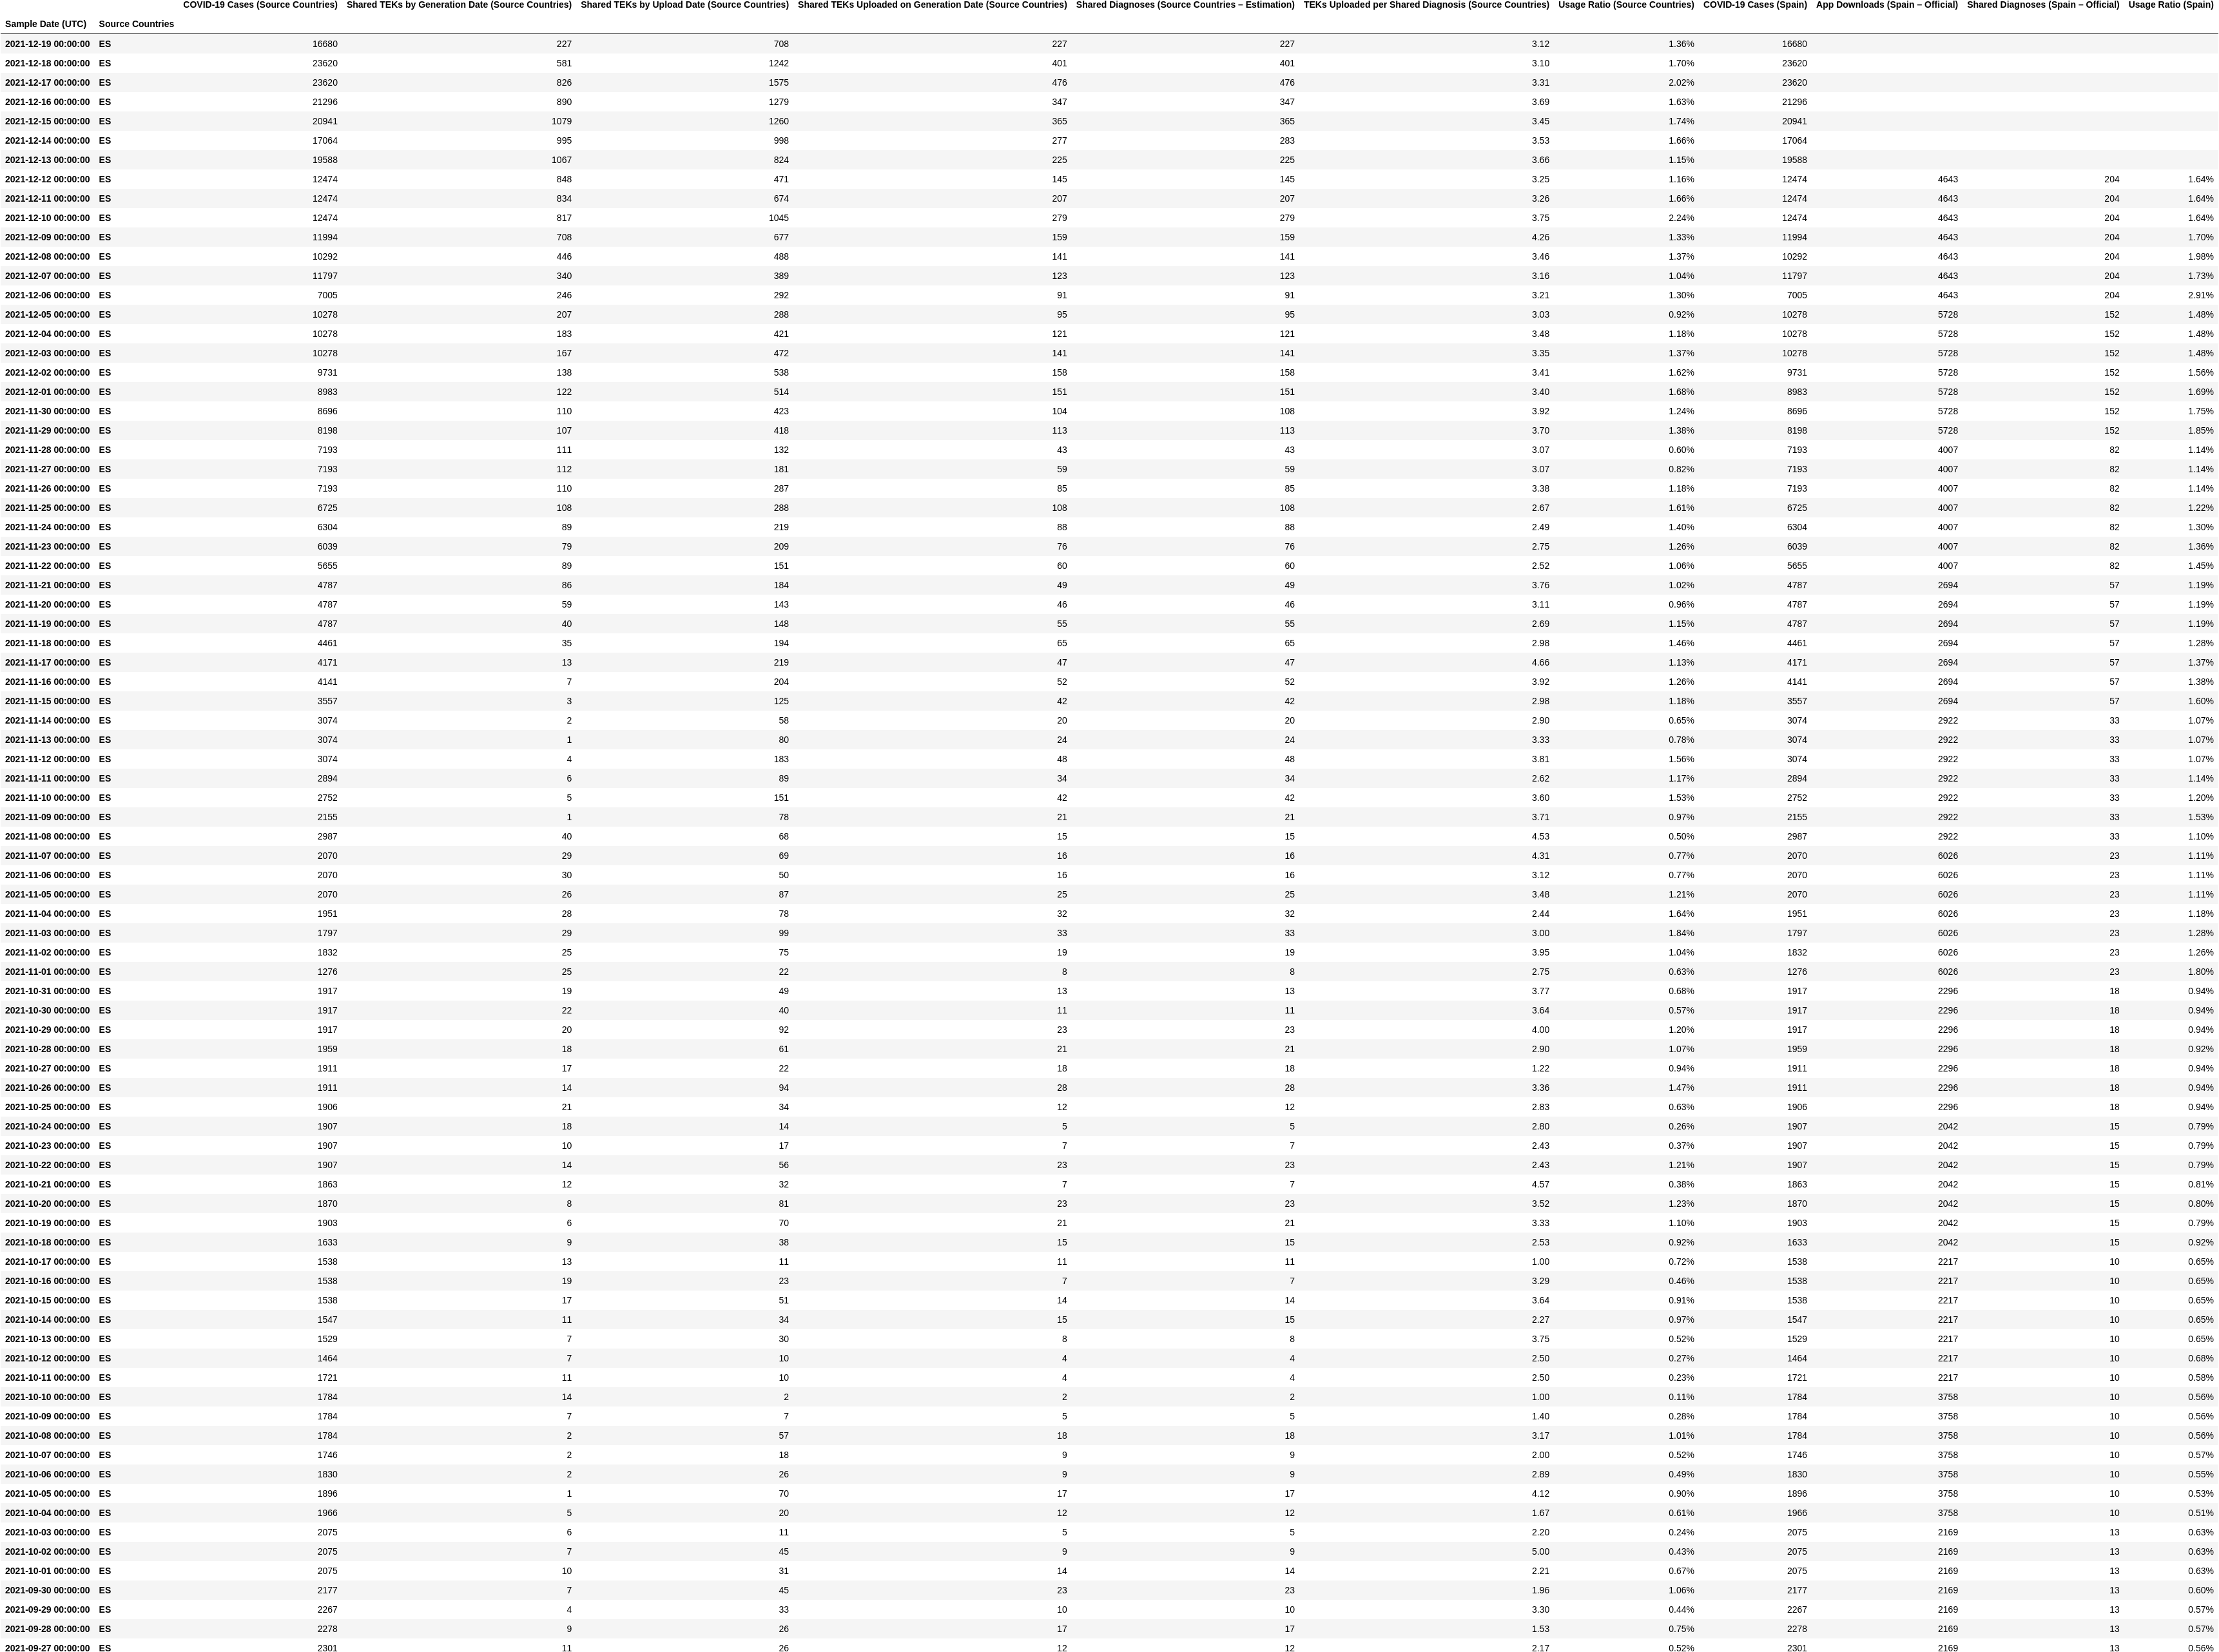 COVID-19 Cases (Source Countries) Shared TEKs by Generation Date (Source Countries) Shared TEKs by Upload Date (Source Countries) Shared TEKs Uploaded on Generation Date (Source Countries) Shared Diagnoses (Source Countries – Estimation) TEKs Uploaded per Shared Diagnosis (Source Countries) Usage Ratio (Source Countries) COVID-19 Cases (Spain) App Downloads (Spain – Official) Shared Diagnoses (Spain – Official) Usage Ratio (Spain)
Sample Date (UTC) Source Countries
2021-12-19 00:00:00 ES 16680 227 708 227 227 3.12 1.36% 16680
2021-12-18 00:00:00 ES 23620 581 1242 401 401 3.10 1.70% 23620
2021-12-17 00:00:00 ES 23620 826 1575 476 476 3.31 2.02% 23620
2021-12-16 00:00:00 ES 21296 890 1279 347 347 3.69 1.63% 21296
2021-12-15 00:00:00 ES 20941 1079 1260 365 365 3.45 1.74% 20941
2021-12-14 00:00:00 ES 17064 995 998 277 283 3.53 1.66% 17064
2021-12-13 00:00:00 ES 19588 1067 824 225 225 3.66 1.15% 19588
2021-12-12 00:00:00 ES 12474 848 471 145 145 3.25 1.16% 12474 4643 204 1.64%
2021-12-11 00:00:00 ES 12474 834 674 207 207 3.26 1.66% 12474 4643 204 1.64%
2021-12-10 00:00:00 ES 12474 817 1045 279 279 3.75 2.24% 12474 4643 204 1.64%
2021-12-09 00:00:00 ES 11994 708 677 159 159 4.26 1.33% 11994 4643 204 1.70%
2021-12-08 00:00:00 ES 10292 446 488 141 141 3.46 1.37% 10292 4643 204 1.98%
2021-12-07 00:00:00 ES 11797 340 389 123 123 3.16 1.04% 11797 4643 204 1.73%
2021-12-06 00:00:00 ES 7005 246 292 91 91 3.21 1.30% 7005 4643 204 2.91%
2021-12-05 00:00:00 ES 10278 207 288 95 95 3.03 0.92% 10278 5728 152 1.48%
2021-12-04 00:00:00 ES 10278 183 421 121 121 3.48 1.18% 10278 5728 152 1.48%
2021-12-03 00:00:00 ES 10278 167 472 141 141 3.35 1.37% 10278 5728 152 1.48%
2021-12-02 00:00:00 ES 9731 138 538 158 158 3.41 1.62% 9731 5728 152 1.56%
2021-12-01 00:00:00 ES 8983 122 514 151 151 3.40 1.68% 8983 5728 152 1.69%
2021-11-30 00:00:00 ES 8696 110 423 104 108 3.92 1.24% 8696 5728 152 1.75%
2021-11-29 00:00:00 ES 8198 107 418 113 113 3.70 1.38% 8198 5728 152 1.85%
2021-11-28 00:00:00 ES 7193 111 132 43 43 3.07 0.60% 7193 4007 82 1.14%
2021-11-27 00:00:00 ES 7193 112 181 59 59 3.07 0.82% 7193 4007 82 1.14%
2021-11-26 00:00:00 ES 7193 110 287 85 85 3.38 1.18% 7193 4007 82 1.14%
2021-11-25 00:00:00 ES 6725 108 288 108 108 2.67 1.61% 6725 4007 82 1.22%
2021-11-24 00:00:00 ES 6304 89 219 88 88 2.49 1.40% 6304 4007 82 1.30%
2021-11-23 00:00:00 ES 6039 79 209 76 76 2.75 1.26% 6039 4007 82 1.36%
2021-11-22 00:00:00 ES 5655 89 151 60 60 2.52 1.06% 5655 4007 82 1.45%
2021-11-21 00:00:00 ES 4787 86 184 49 49 3.76 1.02% 4787 2694 57 1.19%
2021-11-20 00:00:00 ES 4787 59 143 46 46 3.11 0.96% 4787 2694 57 1.19%
2021-11-19 00:00:00 ES 4787 40 148 55 55 2.69 1.15% 4787 2694 57 1.19%
2021-11-18 00:00:00 ES 4461 35 194 65 65 2.98 1.46% 4461 2694 57 1.28%
2021-11-17 00:00:00 ES 4171 13 219 47 47 4.66 1.13% 4171 2694 57 1.37%
2021-11-16 00:00:00 ES 4141 7 204 52 52 3.92 1.26% 4141 2694 57 1.38%
2021-11-15 00:00:00 ES 3557 3 125 42 42 2.98 1.18% 3557 2694 57 1.60%
2021-11-14 00:00:00 ES 3074 2 58 20 20 2.90 0.65% 3074 2922 33 1.07%
2021-11-13 00:00:00 ES 3074 1 80 24 24 3.33 0.78% 3074 2922 33 1.07%
2021-11-12 00:00:00 ES 3074 4 183 48 48 3.81 1.56% 3074 2922 33 1.07%
2021-11-11 00:00:00 ES 2894 6 89 34 34 2.62 1.17% 2894 2922 33 1.14%
2021-11-10 00:00:00 ES 2752 5 151 42 42 3.60 1.53% 2752 2922 33 1.20%
2021-11-09 00:00:00 ES 2155 1 78 21 21 3.71 0.97% 2155 2922 33 1.53%
2021-11-08 00:00:00 ES 2987 40 68 15 15 4.53 0.50% 2987 2922 33 1.10%
2021-11-07 00:00:00 ES 2070 29 69 16 16 4.31 0.77% 2070 6026 23 1.11%
2021-11-06 00:00:00 ES 2070 30 50 16 16 3.12 0.77% 2070 6026 23 1.11%
2021-11-05 00:00:00 ES 2070 26 87 25 25 3.48 1.21% 2070 6026 23 1.11%
2021-11-04 00:00:00 ES 1951 28 78 32 32 2.44 1.64% 1951 6026 23 1.18%
2021-11-03 00:00:00 ES 1797 29 99 33 33 3.00 1.84% 1797 6026 23 1.28%
2021-11-02 00:00:00 ES 1832 25 75 19 19 3.95 1.04% 1832 6026 23 1.26%
2021-11-01 00:00:00 ES 1276 25 22 8 8 2.75 0.63% 1276 6026 23 1.80%
2021-10-31 00:00:00 ES 1917 19 49 13 13 3.77 0.68% 1917 2296 18 0.94%
2021-10-30 00:00:00 ES 1917 22 40 11 11 3.64 0.57% 1917 2296 18 0.94%
2021-10-29 00:00:00 ES 1917 20 92 23 23 4.00 1.20% 1917 2296 18 0.94%
2021-10-28 00:00:00 ES 1959 18 61 21 21 2.90 1.07% 1959 2296 18 0.92%
2021-10-27 00:00:00 ES 1911 17 22 18 18 1.22 0.94% 1911 2296 18 0.94%
2021-10-26 00:00:00 ES 1911 14 94 28 28 3.36 1.47% 1911 2296 18 0.94%
2021-10-25 00:00:00 ES 1906 21 34 12 12 2.83 0.63% 1906 2296 18 0.94%
2021-10-24 00:00:00 ES 1907 18 14 5 5 2.80 0.26% 1907 2042 15 0.79%
2021-10-23 00:00:00 ES 1907 10 17 7 7 2.43 0.37% 1907 2042 15 0.79%
2021-10-22 00:00:00 ES 1907 14 56 23 23 2.43 1.21% 1907 2042 15 0.79%
2021-10-21 00:00:00 ES 1863 12 32 7 7 4.57 0.38% 1863 2042 15 0.81%
2021-10-20 00:00:00 ES 1870 8 81 23 23 3.52 1.23% 1870 2042 15 0.80%
2021-10-19 00:00:00 ES 1903 6 70 21 21 3.33 1.10% 1903 2042 15 0.79%
2021-10-18 00:00:00 ES 1633 9 38 15 15 2.53 0.92% 1633 2042 15 0.92%
2021-10-17 00:00:00 ES 1538 13 11 11 11 1.00 0.72% 1538 2217 10 0.65%
2021-10-16 00:00:00 ES 1538 19 23 7 7 3.29 0.46% 1538 2217 10 0.65%
2021-10-15 00:00:00 ES 1538 17 51 14 14 3.64 0.91% 1538 2217 10 0.65%
2021-10-14 00:00:00 ES 1547 11 34 15 15 2.27 0.97% 1547 2217 10 0.65%
2021-10-13 00:00:00 ES 1529 7 30 8 8 3.75 0.52% 1529 2217 10 0.65%
2021-10-12 00:00:00 ES 1464 7 10 4 4 2.50 0.27% 1464 2217 10 0.68%
2021-10-11 00:00:00 ES 1721 11 10 4 4 2.50 0.23% 1721 2217 10 0.58%
2021-10-10 00:00:00 ES 1784 14 2 2 2 1.00 0.11% 1784 3758 10 0.56%
2021-10-09 00:00:00 ES 1784 7 7 5 5 1.40 0.28% 1784 3758 10 0.56%
2021-10-08 00:00:00 ES 1784 2 57 18 18 3.17 1.01% 1784 3758 10 0.56%
2021-10-07 00:00:00 ES 1746 2 18 9 9 2.00 0.52% 1746 3758 10 0.57%
2021-10-06 00:00:00 ES 1830 2 26 9 9 2.89 0.49% 1830 3758 10 0.55%
2021-10-05 00:00:00 ES 1896 1 70 17 17 4.12 0.90% 1896 3758 10 0.53%
2021-10-04 00:00:00 ES 1966 5 20 12 12 1.67 0.61% 1966 3758 10 0.51%
2021-10-03 00:00:00 ES 2075 6 11 5 5 2.20 0.24% 2075 2169 13 0.63%
2021-10-02 00:00:00 ES 2075 7 45 9 9 5.00 0.43% 2075 2169 13 0.63%
2021-10-01 00:00:00 ES 2075 10 31 14 14 2.21 0.67% 2075 2169 13 0.63%
2021-09-30 00:00:00 ES 2177 7 45 23 23 1.96 1.06% 2177 2169 13 0.60%
2021-09-29 00:00:00 ES 2267 4 33 10 10 3.30 0.44% 2267 2169 13 0.57%
2021-09-28 00:00:00 ES 2278 9 26 17 17 1.53 0.75% 2278 2169 13 0.57%
2021-09-27 00:00:00 ES 2301 11 26 12 12 2.17 0.52% 2301 2169 13 0.56%